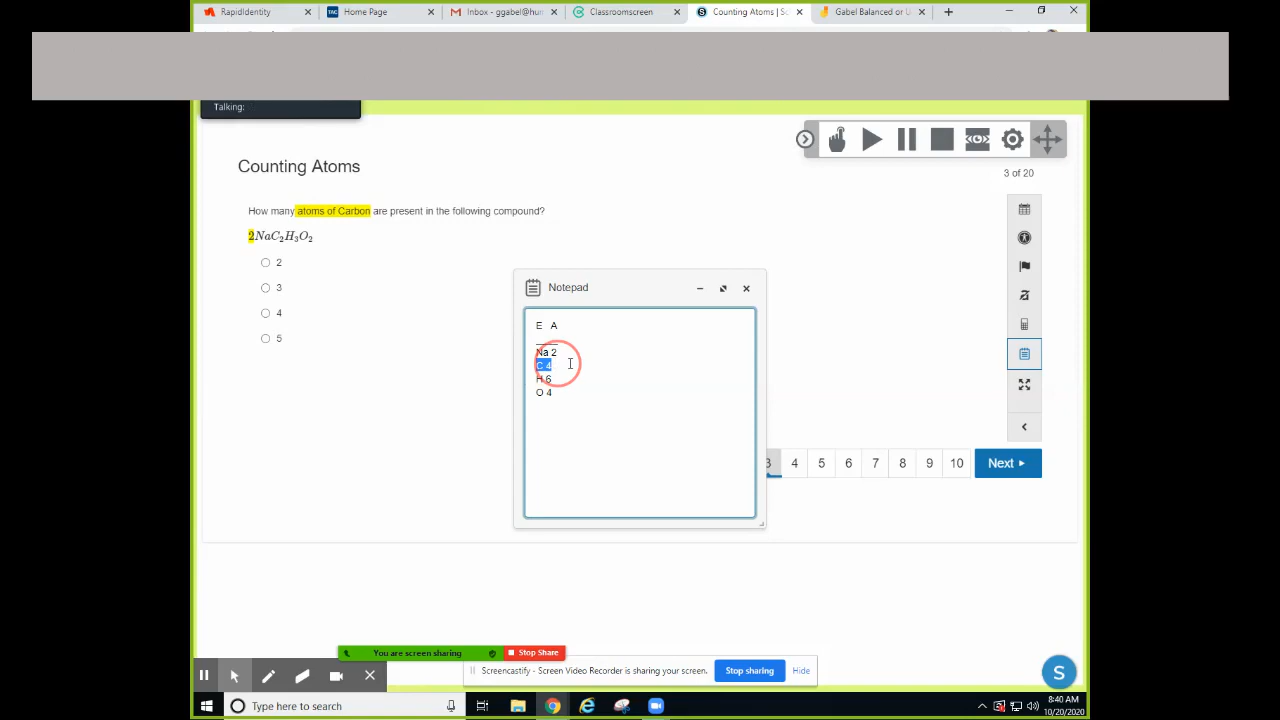 RapidIdentity
TAC Home Page
Inbox - ggabel@hum
Classroomscreen
Counting Atoms | Sc
Gabel Balanced or U
Talking:
Counting Atoms
3 of 20
How many atoms of Carbon are present in the following compound?
2NaC₂H₃O₂
2
3
4
5
Notepad
E A
Na 2
C 4
H 6
O 4
3 4 5 6 7 8 9 10 Next
You are screen sharing
Stop Share
Screencastify - Screen Video Recorder is sharing your screen.
Stop sharing
Hide
S
Type here to search
8:40 AM
10/20/2020